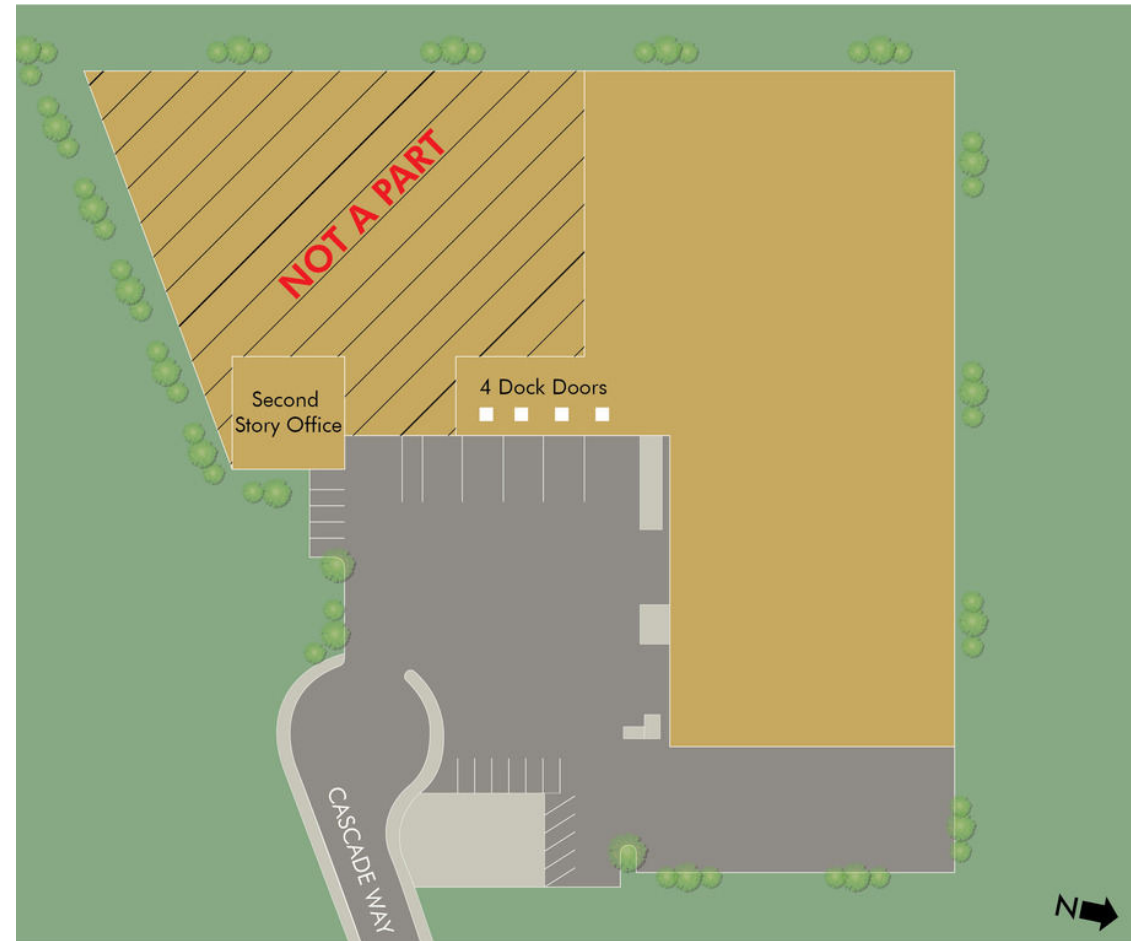 NOT A PART
Second
Story Office
4 Dock Doors
CASCADE WAY
N